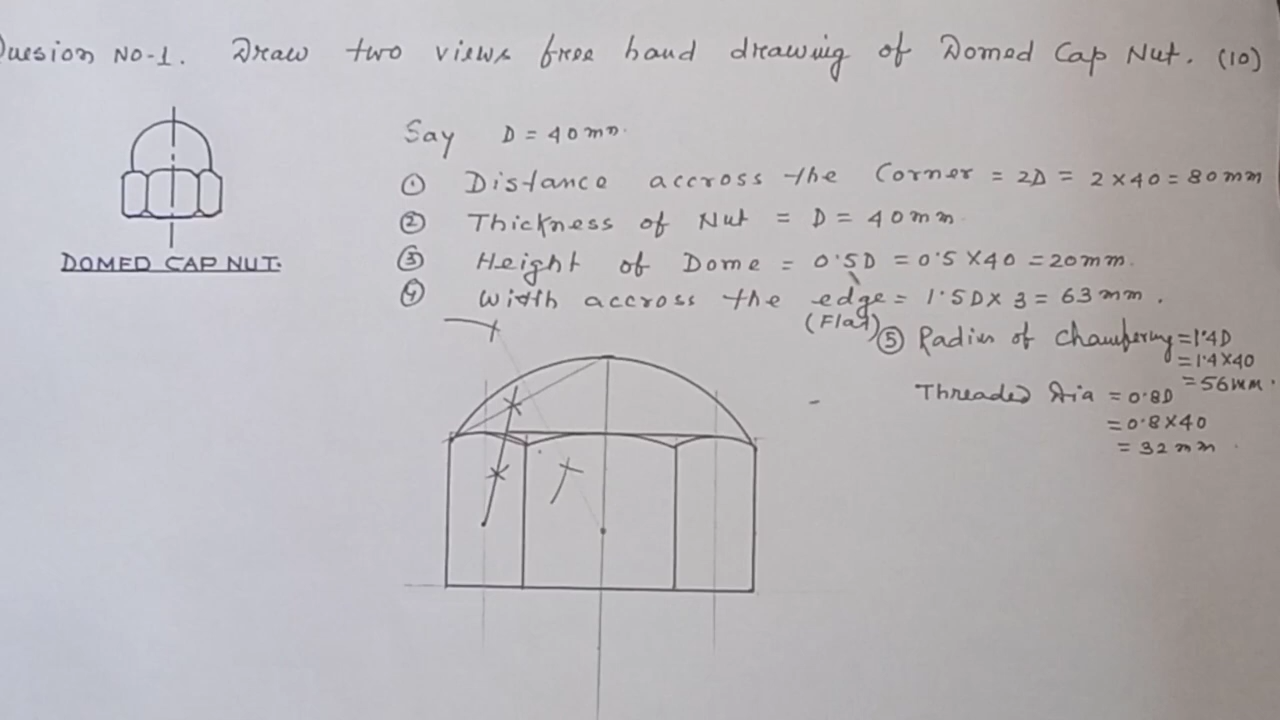 Quesion NO-1. Draw two views free hand drawing of Domed Cap Nut. (10)
Say D = 40mm.
① Distance accross the Corner = 2D = 2 × 40 = 80mm
② Thickness of Nut = D = 40mm
③ Height of Dome = 0.5D = 0.5 × 40 = 20mm.
④ Width accross the edge = 1.5D × 3 = 63mm.
(Flat)
⑤ Radius of Chamfering = 1.4D
= 1.4 × 40
= 56mm.
Threaded dia = 0.8D
= 0.8 × 40
= 32mm.
DOMED CAP NUT.